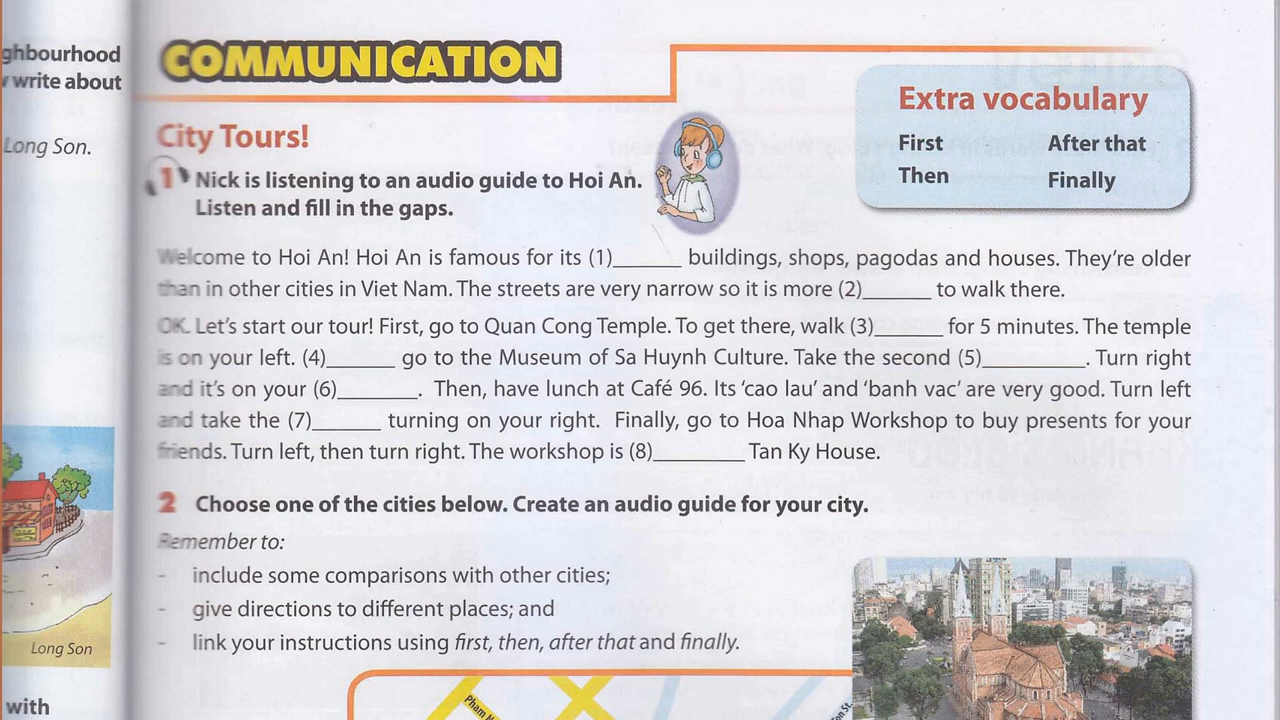 ghbourhood
write about
Long Son.
COMMUNICATION
City Tours!
1 Nick is listening to an audio guide to Hoi An.
Listen and fill in the gaps.
Extra vocabulary
First After that
Then Finally
Welcome to Hoi An! Hoi An is famous for its (1)______ buildings, shops, pagodas and houses. They're older
than in other cities in Viet Nam. The streets are very narrow so it is more (2)______ to walk there.
OK. Let's start our tour! First, go to Quan Cong Temple. To get there, walk (3)______ for 5 minutes. The temple
is on your left. (4)______ go to the Museum of Sa Huynh Culture. Take the second (5)_________. Turn right
and it's on your (6)_______. Then, have lunch at Café 96. Its 'cao lau' and 'banh vac' are very good. Turn left
and take the (7)______ turning on your right. Finally, go to Hoa Nhap Workshop to buy presents for your
friends. Turn left, then turn right. The workshop is (8)________ Tan Ky House.
2 Choose one of the cities below. Create an audio guide for your city.
Remember to:
- include some comparisons with other cities;
- give directions to different places; and
- link your instructions using first, then, after that and finally.
Long Son
with
Pham